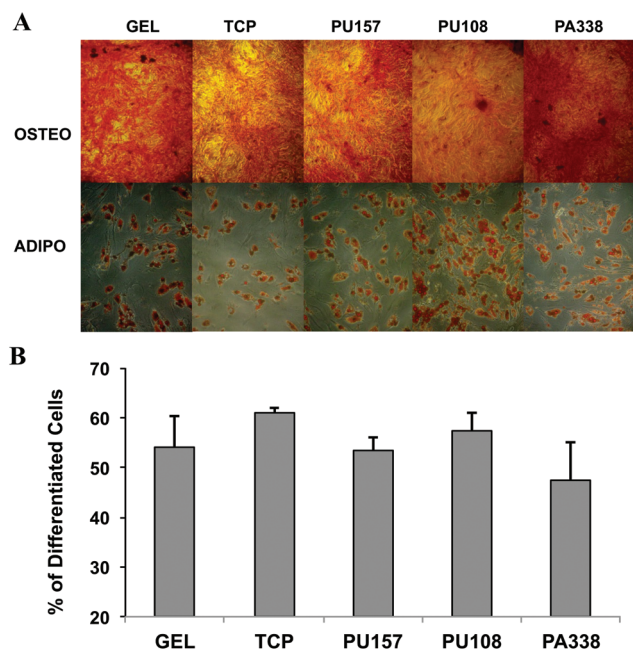 A
GEL TCP PU157 PU108 PA338
OSTEO
ADIPO
B
70
60
50
40
30
20
% of Differentiated Cells
GEL TCP PU157 PU108 PA338